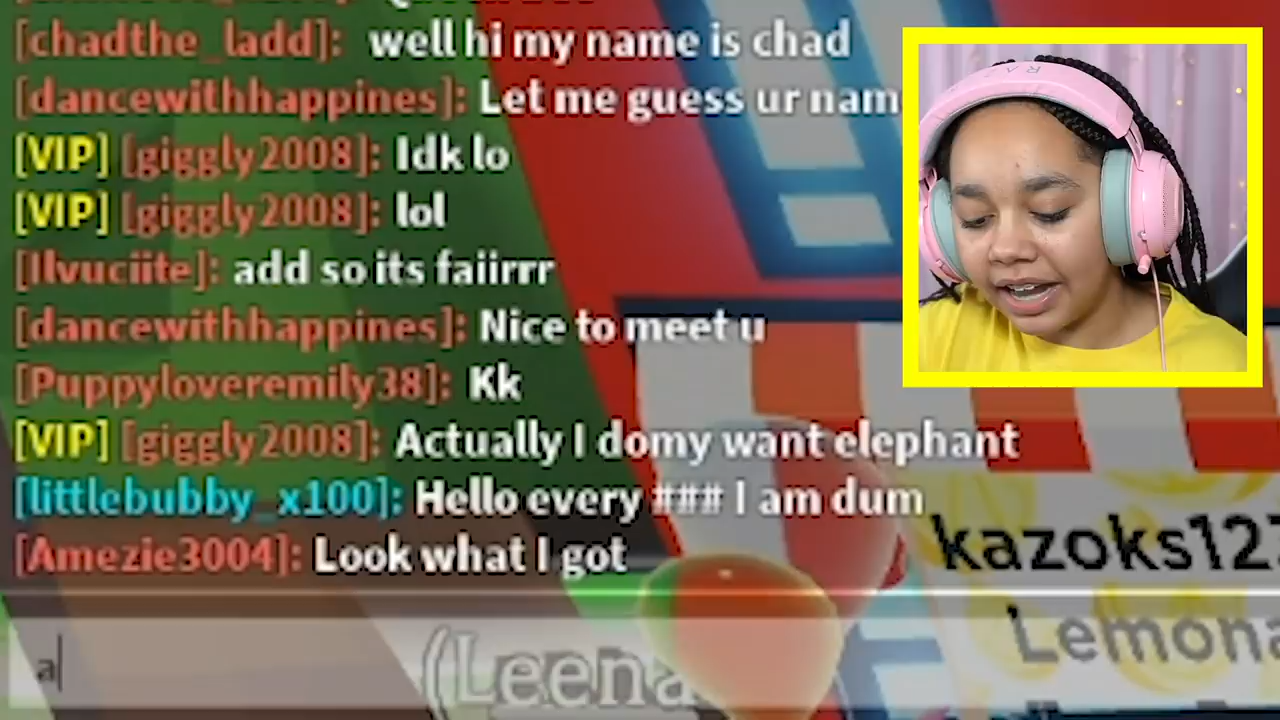 [chadthe_ladd]: well hi my name is chad
[dancewithhappines]: Let me guess ur nam
[VIP] [giggly2008]: Idk lo
[VIP] [giggly2008]: lol
[Ilvuciite]: add so its faiirrr
[dancewithhappines]: Nice to meet u
[Puppyloveremily38]: Kk
[VIP] [giggly2008]: Actually I domy want elephant
[littlebubby_x100]: Hello every ### I am dum
[Amezie3004]: Look what I got
kazoks123
Lemona
a
(Leena